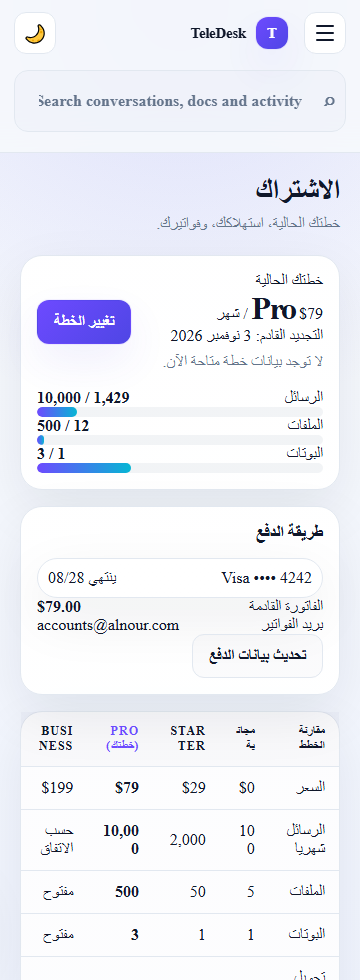 TeleDesk
T
Search conversations, docs and activity
الاشتراك
خطتك الحالية، استهلاكك، وفواتيرك.
خطتك الحالية
Pro $79 / شهر
التجديد القادم: 3 نوفمبر 2026
لا توجد بيانات خطة متاحة الآن.
تغيير الخطة
الرسائل 1,429 / 10,000
الملفات 12 / 500
البوتات 1 / 3
طريقة الدفع
Visa •••• 4242 ينتهي 08/28
الفاتورة القادمة $79.00
بريد الفواتير accounts@alnour.com
تحديث بيانات الدفع
مقارنة الخطط مجانية STARTER PRO (خطتك) BUSINESS
السعر $0 $29 $79 $199
الرسائل شهريا 100 2,000 10,000 حسب الاتفاق
الملفات 5 50 500 مفتوح
البوتات 1 1 3 مفتوح